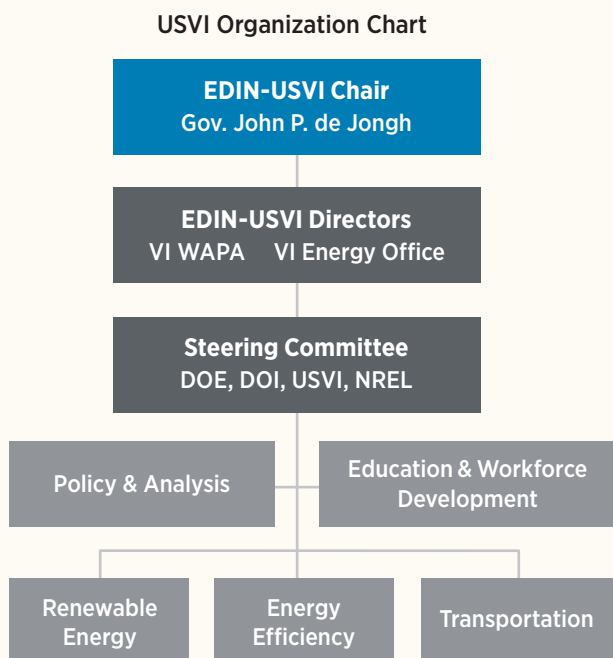 USVI Organization Chart
EDIN-USVI Chair
Gov. John P. de Jongh
EDIN-USVI Directors
VI WAPA VI Energy Office
Steering Committee
DOE, DOI, USVI, NREL
Policy & Analysis
Education & Workforce
Development
Renewable
Energy
Energy
Efficiency
Transportation